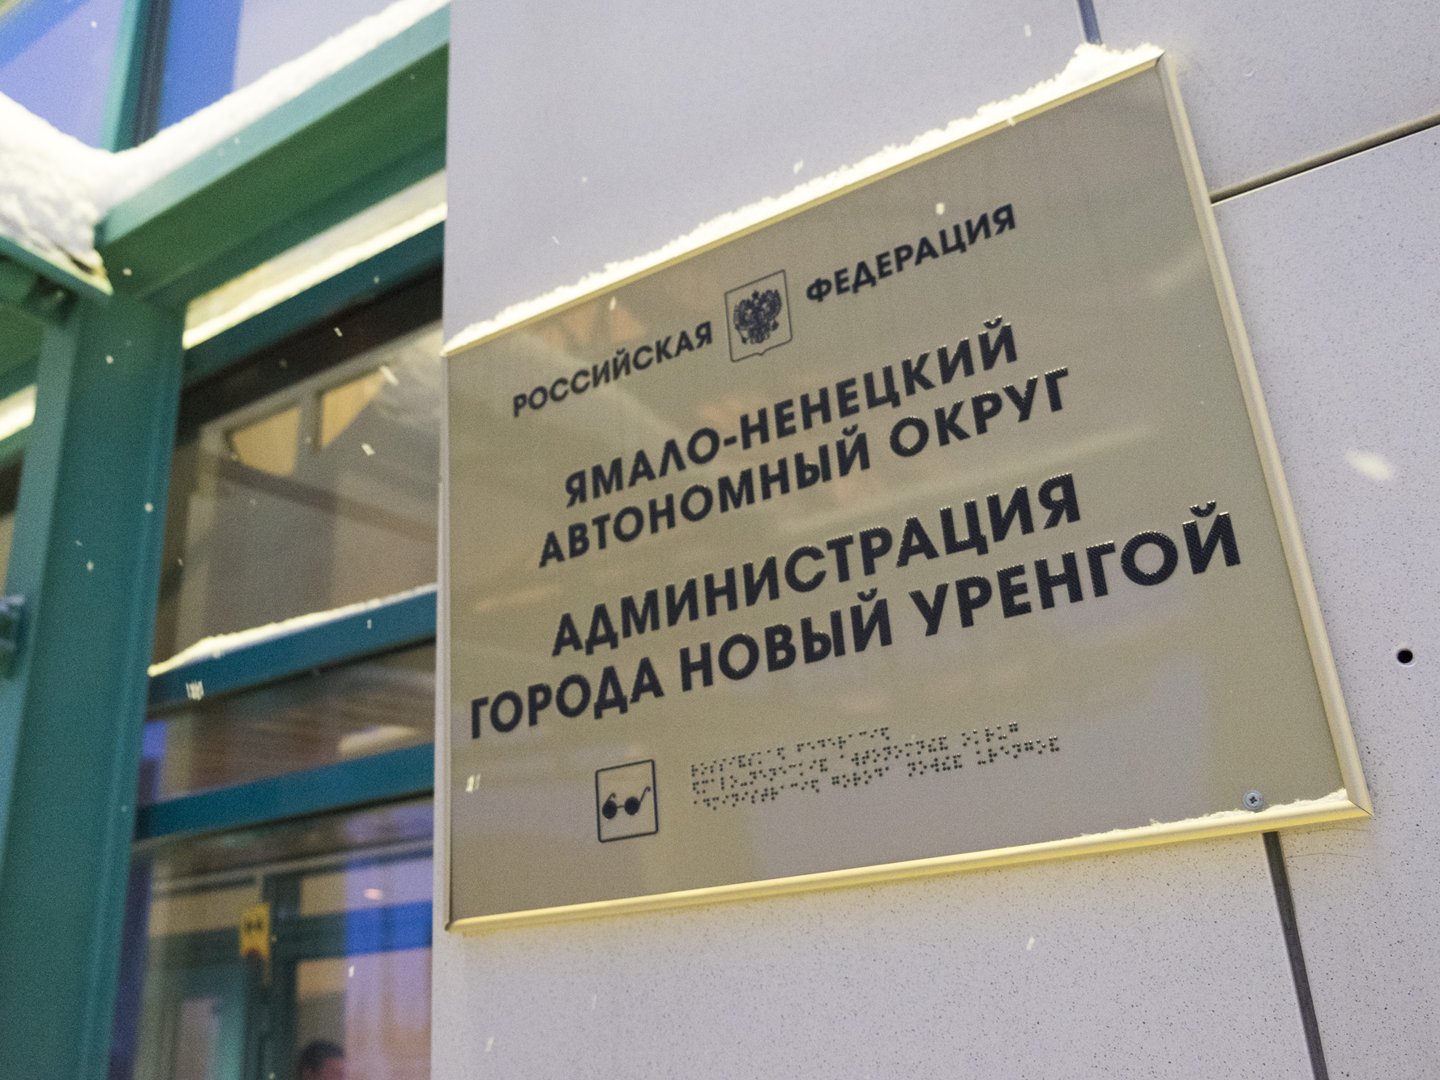 РОССИЙСКАЯ ФЕДЕРАЦИЯ
ЯМАЛО-НЕНЕЦКИЙ
АВТОНОМНЫЙ ОКРУГ
АДМИНИСТРАЦИЯ
ГОРОДА НОВЫЙ УРЕНГОЙ